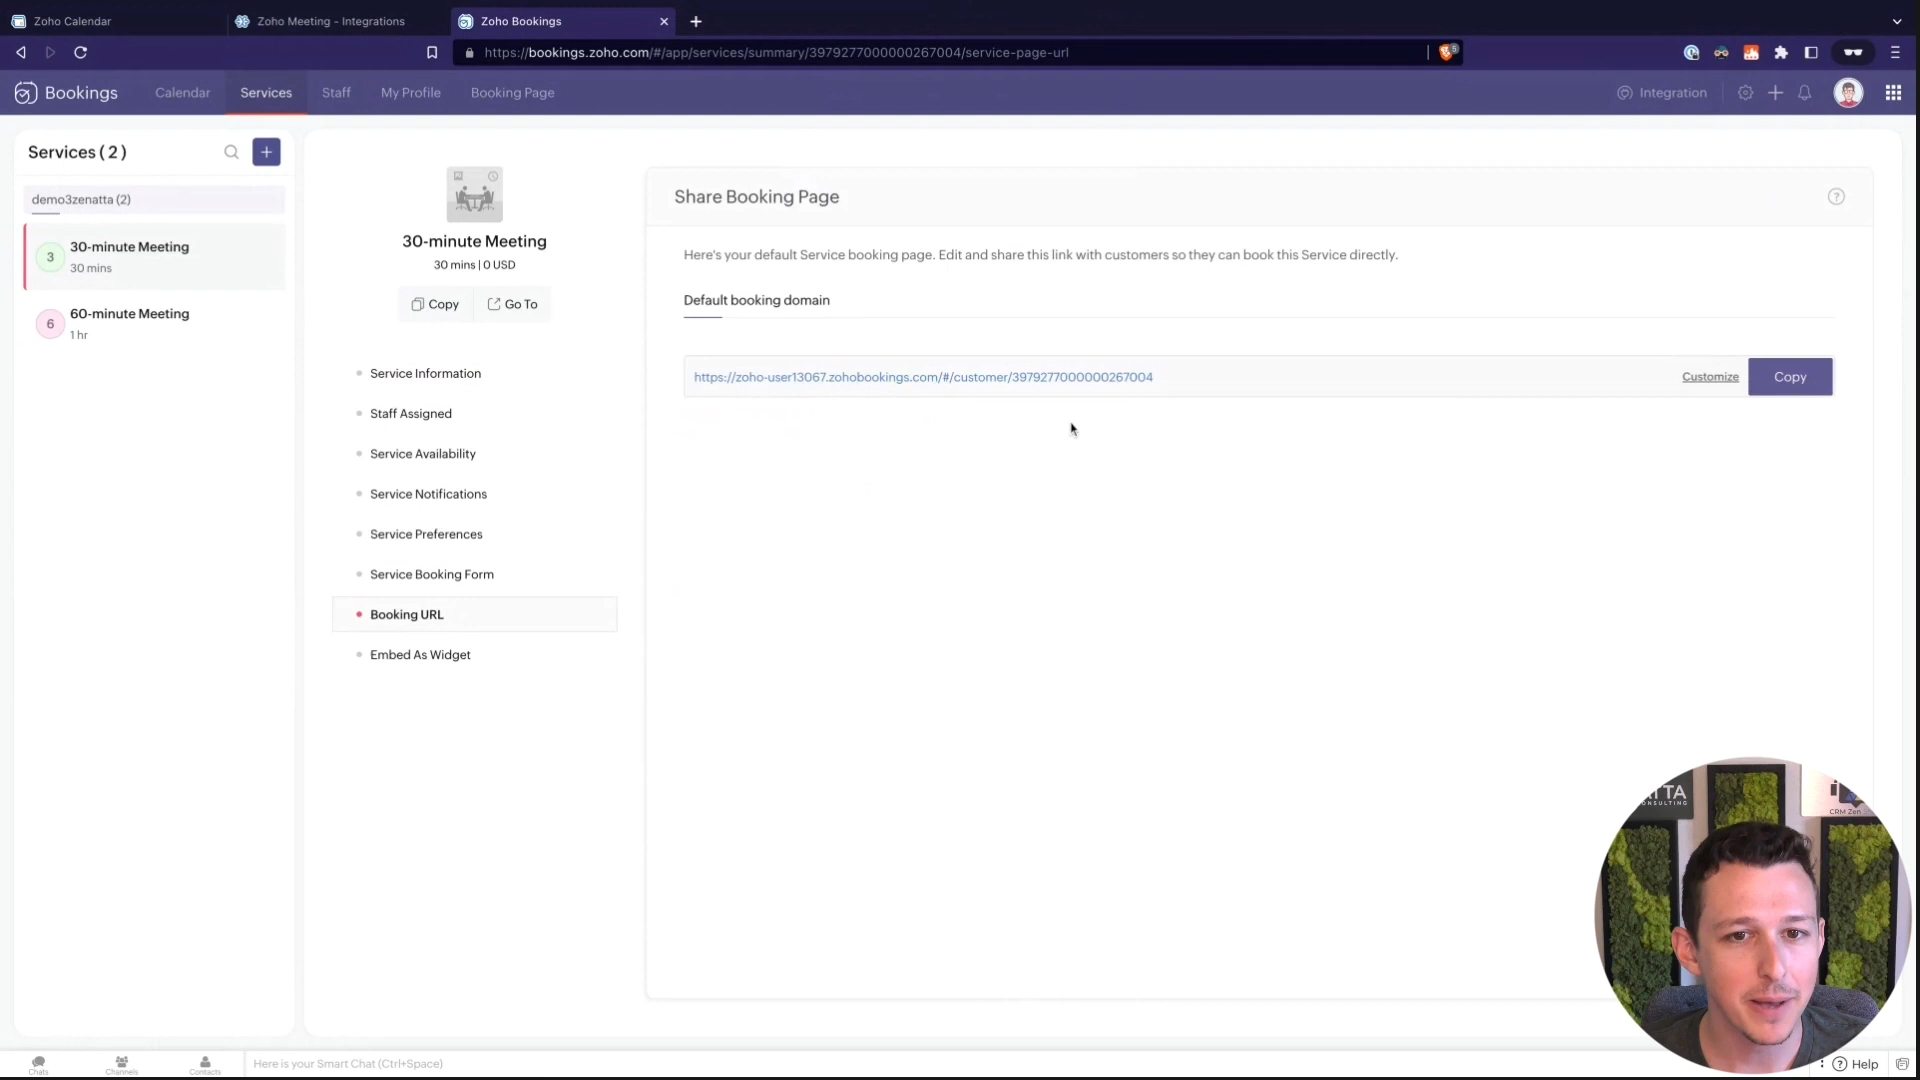 Zoho Calendar
Zoho Meeting - Integrations
Zoho Bookings
https://bookings.zoho.com/#/app/services/summary/3979277000000267004/service-page-url
5
Bookings
Calendar
Services
Staff
My Profile
Booking Page
Integration
Services ( 2 )
demo3zenatta (2)
3
30-minute Meeting
30 mins
6
60-minute Meeting
1 hr
30-minute Meeting
30 mins | 0 USD
Copy
Go To
Service Information
Staff Assigned
Service Availability
Service Notifications
Service Preferences
Service Booking Form
Booking URL
Embed As Widget
Share Booking Page
Here's your default Service booking page. Edit and share this link with customers so they can book this Service directly.
Default booking domain
https://zoho-user13067.zohobookings.com/#/customer/3979277000000267004
Customize
Copy
CRM Zen
Chats
Channels
Contacts
Here is your Smart Chat (Ctrl+Space)
Help